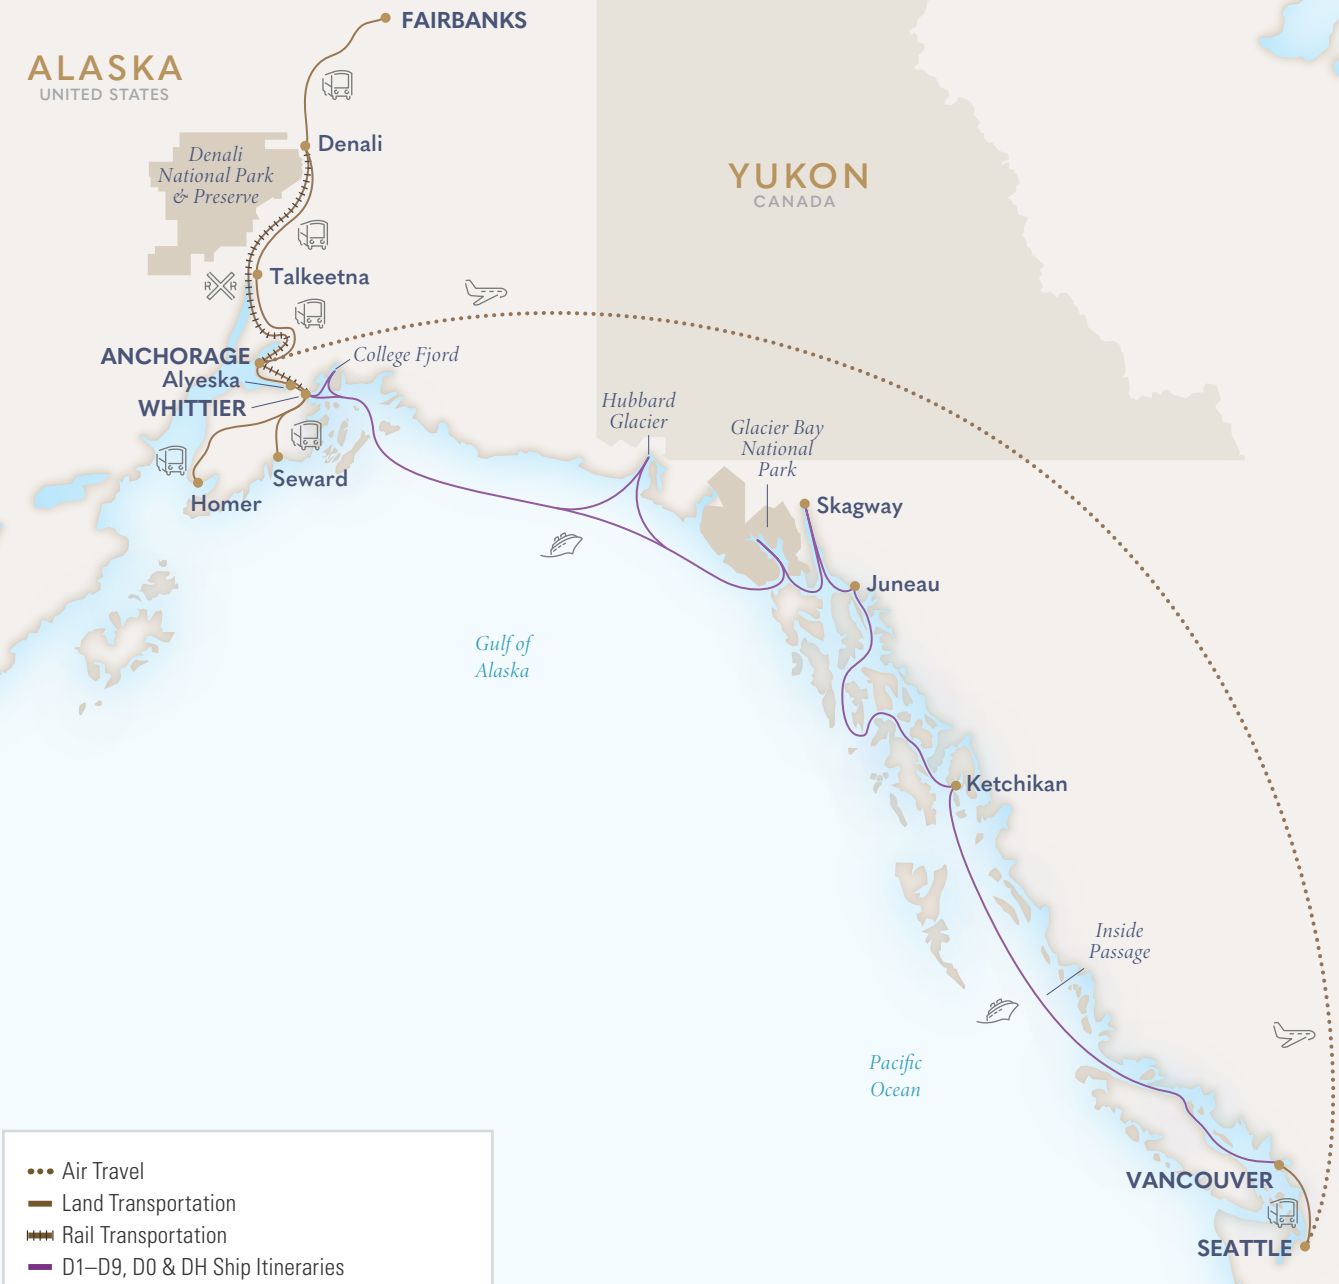 FAIRBANKS
ALASKA
UNITED STATES
Denali
Denali
National Park
& Preserve
YUKON
CANADA
Talkeetna
R R
ANCHORAGE
College Fjord
Alyeska
WHITTIER
Hubbard
Glacier
Glacier Bay
National
Park
Seward
Homer
Skagway
Juneau
Gulf of
Alaska
Ketchikan
Inside
Passage
Pacific
Ocean
VANCOUVER
SEATTLE
Air Travel
Land Transportation
Rail Transportation
D1–D9, D0 & DH Ship Itineraries